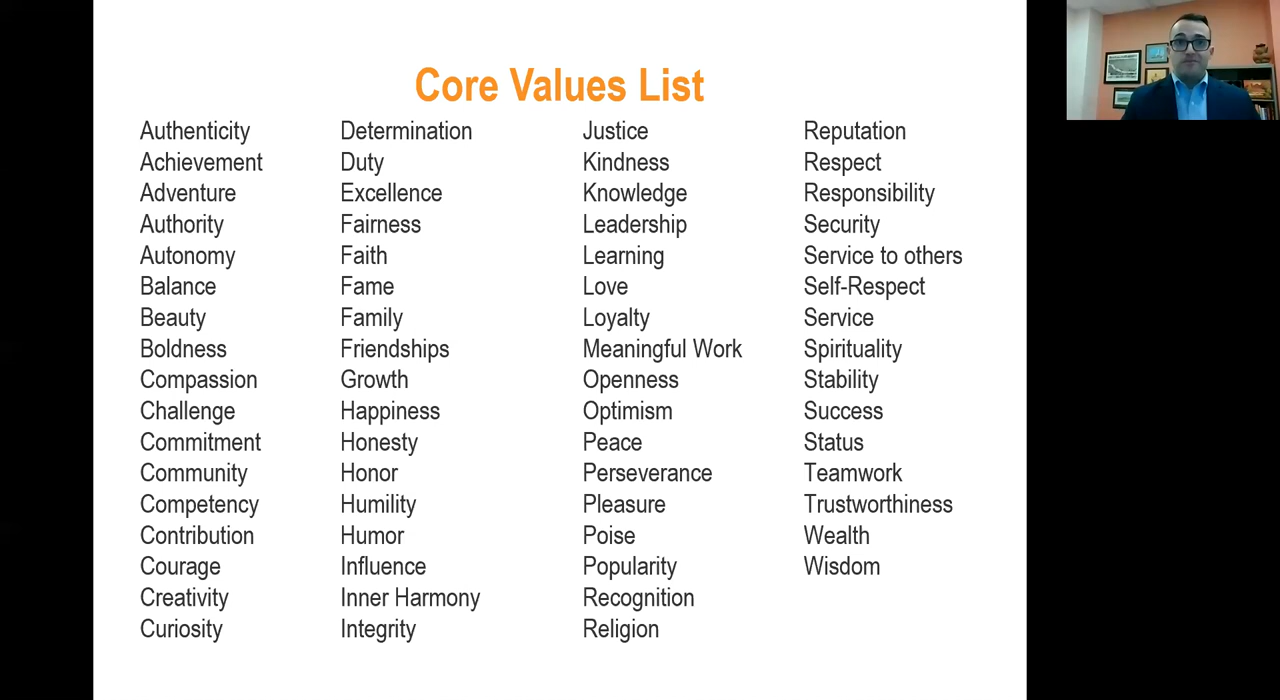 Core Values List
Authenticity
Achievement
Adventure
Authority
Autonomy
Balance
Beauty
Boldness
Compassion
Challenge
Commitment
Community
Competency
Contribution
Courage
Creativity
Curiosity
Determination
Duty
Excellence
Fairness
Faith
Fame
Family
Friendships
Growth
Happiness
Honesty
Honor
Humility
Humor
Influence
Inner Harmony
Integrity
Justice
Kindness
Knowledge
Leadership
Learning
Love
Loyalty
Meaningful Work
Openness
Optimism
Peace
Perseverance
Pleasure
Poise
Popularity
Recognition
Religion
Reputation
Respect
Responsibility
Security
Service to others
Self-Respect
Service
Spirituality
Stability
Success
Status
Teamwork
Trustworthiness
Wealth
Wisdom